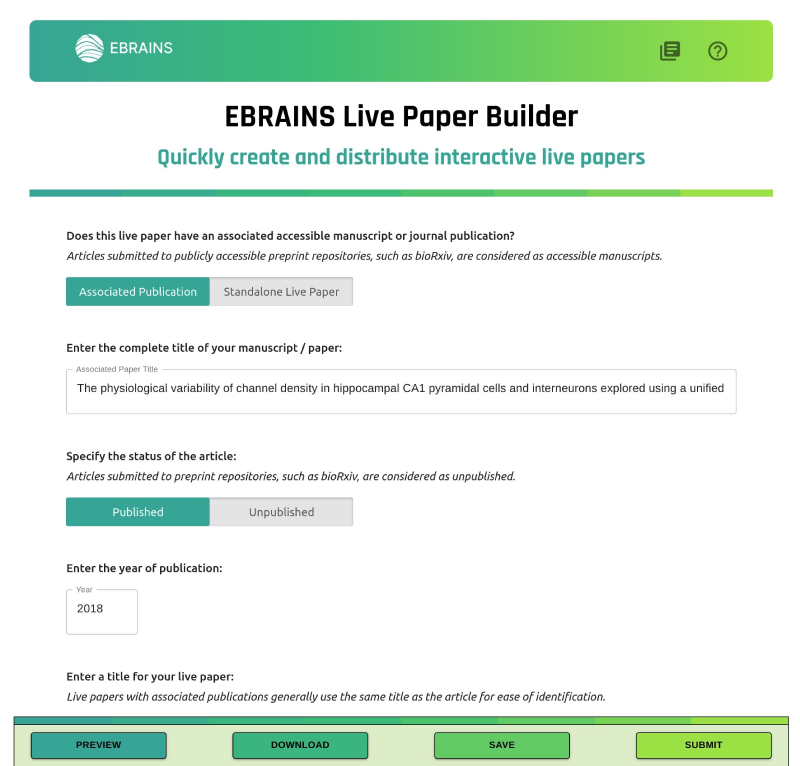 EBRAINS
EBRAINS Live Paper Builder
Quickly create and distribute interactive live papers
Does this live paper have an associated accessible manuscript or journal publication?
Articles submitted to publicly accessible preprint repositories, such as bioRxiv, are considered as accessible manuscripts.
Associated Publication Standalone Live Paper
Enter the complete title of your manuscript / paper:
Associated Paper Title
The physiological variability of channel density in hippocampal CA1 pyramidal cells and interneurons explored using a unified
Specify the status of the article:
Articles submitted to preprint repositories, such as bioRxiv, are considered as unpublished.
Published Unpublished
Enter the year of publication:
Year
2018
Enter a title for your live paper:
Live papers with associated publications generally use the same title as the article for ease of identification.
PREVIEW DOWNLOAD SAVE SUBMIT